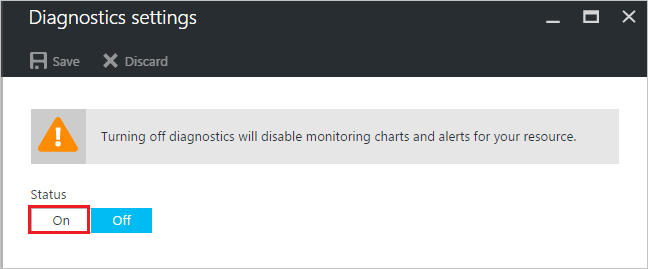 Diagnostics settings
Save Discard
Turning off diagnostics will disable monitoring charts and alerts for your resource.
Status
On Off